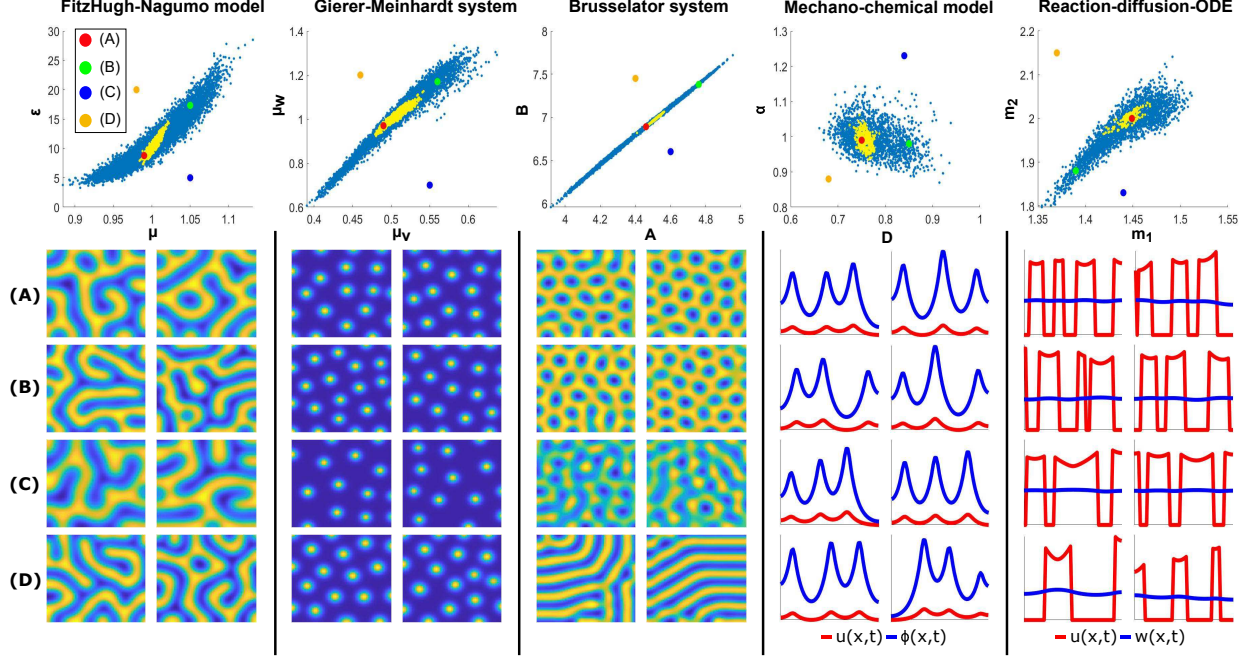 FitzHugh-Nagumo model
Gierer-Meinhardt system
Brusselator system
Mechano-chemical model
Reaction-diffusion-ODE
(A)
(B)
(C)
(D)
30
25
20
15
10
5
0
ε
0.9
0.95
1
1.05
1.1
μ
1.4
1.2
1
0.8
0.6
μw
0.4
0.5
0.6
μv
8
7.5
7
6.5
6
B
4
4.2
4.4
4.6
4.8
5
A
1.3
1.2
1.1
1
0.9
0.8
α
0.6
0.7
0.8
0.9
1
D
2.2
2.1
2
1.9
1.8
m2
1.35
1.4
1.45
1.5
1.55
m1
(A)
(B)
(C)
(D)
u(x,t) ϕ(x,t)
u(x,t) w(x,t)